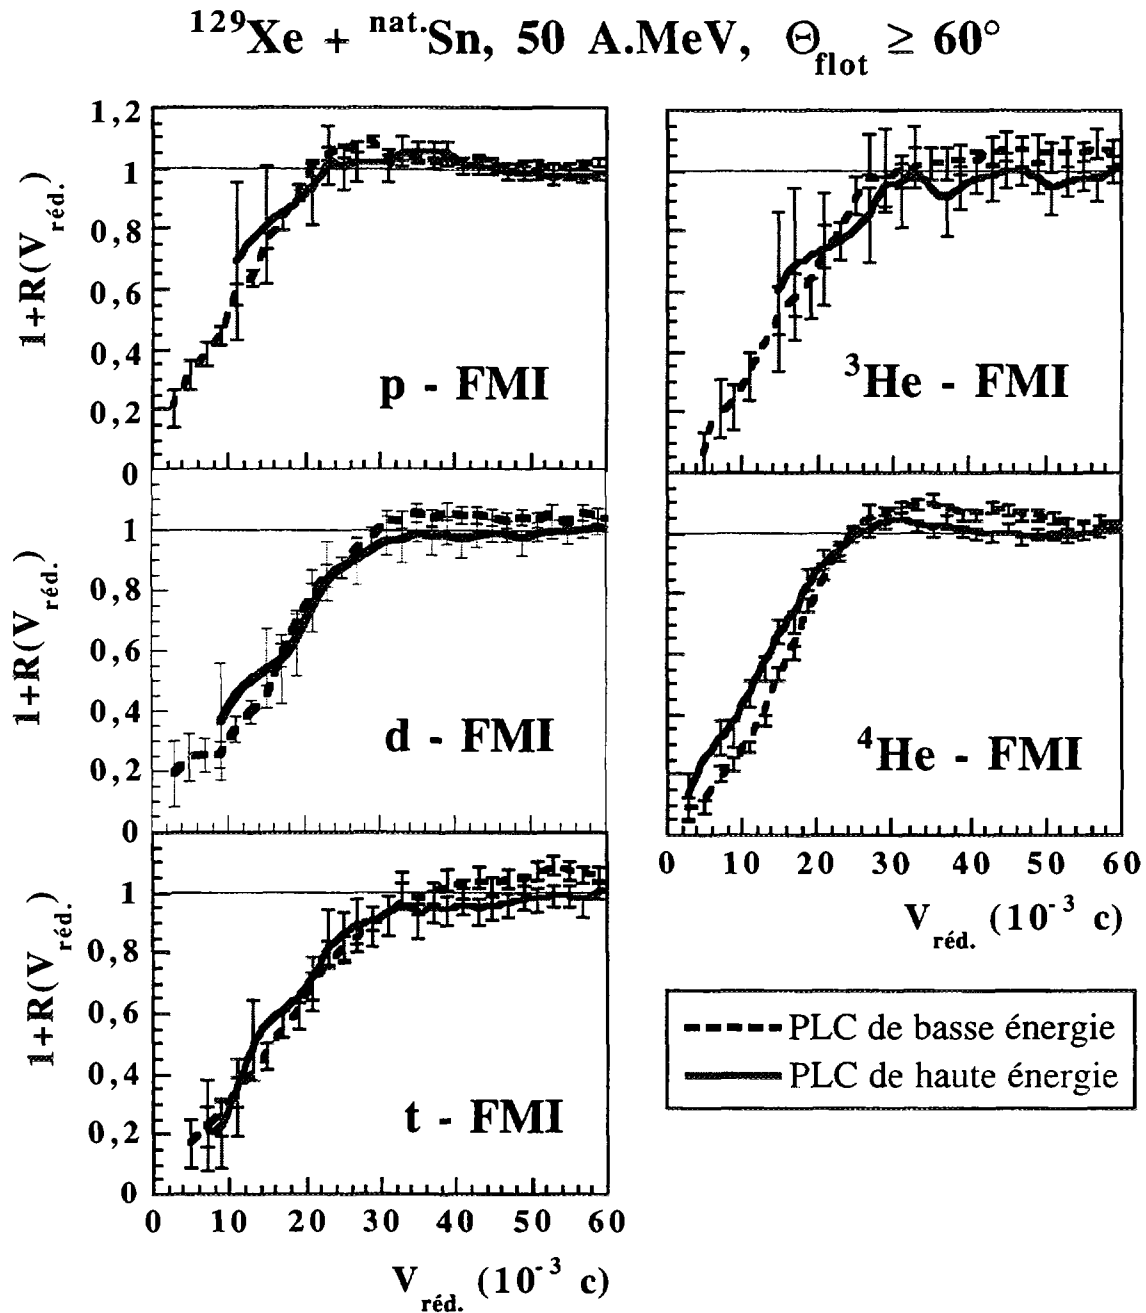 129Xe + nat.Sn, 50 A.MeV, Θflot ≥ 60°
1+R(Vréd.)
1,2
1
0,8
0,6
0,4
0,2
0
p - FMI
3He - FMI
1+R(Vréd.)
1
0,8
0,6
0,4
0,2
0
d - FMI
4He - FMI
0 10 20 30 40 50 60
Vréd. (10-3 c)
1+R(Vréd.)
1
0,8
0,6
0,4
0,2
0
t - FMI
0 10 20 30 40 50 60
Vréd. (10-3 c)
PLC de basse énergie
PLC de haute énergie